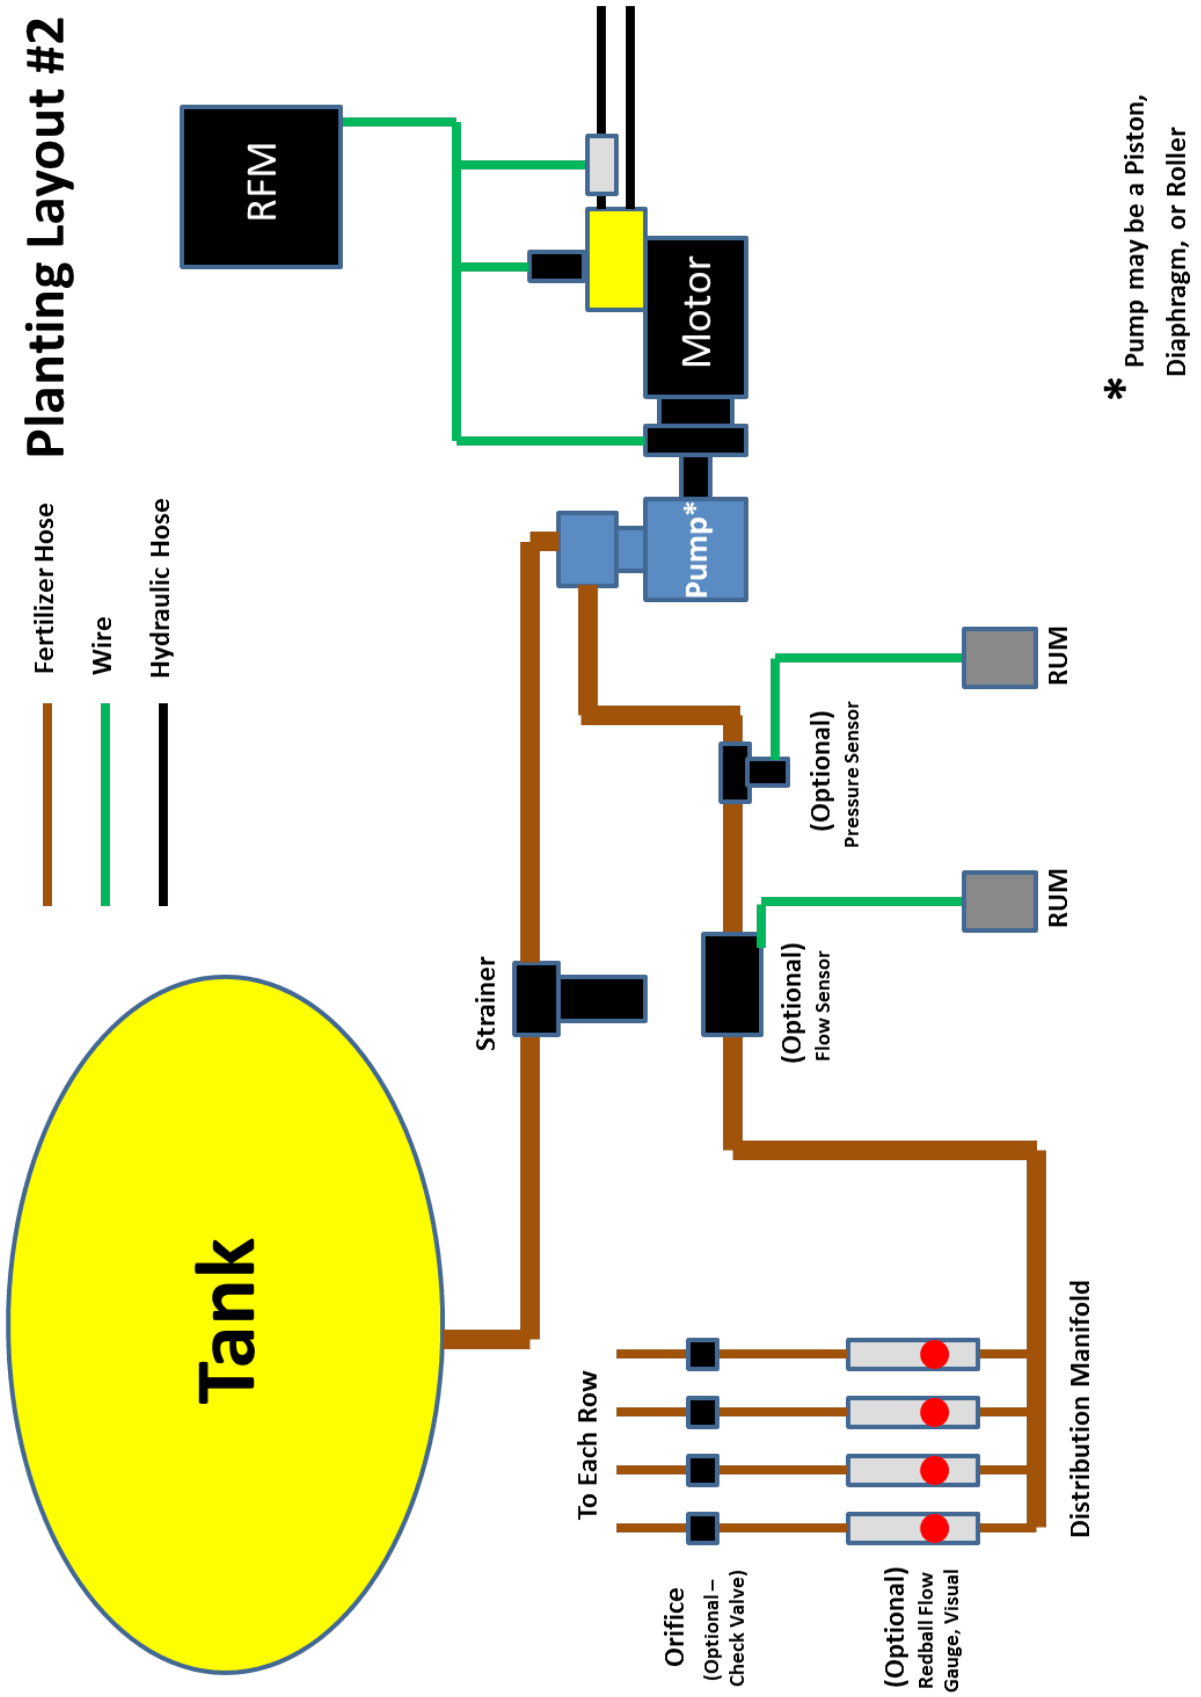 Planting Layout #2
Fertilizer Hose
Wire
Hydraulic Hose
RFM
Tank
Motor
Pump*
Strainer
(Optional)
Pressure Sensor
RUM
(Optional)
Flow Sensor
RUM
To Each Row
Orifice
(Optional –
Check Valve)
(Optional)
Redball Flow
Gauge, Visual
Distribution Manifold
* Pump may be a Piston,
Diaphragm, or Roller